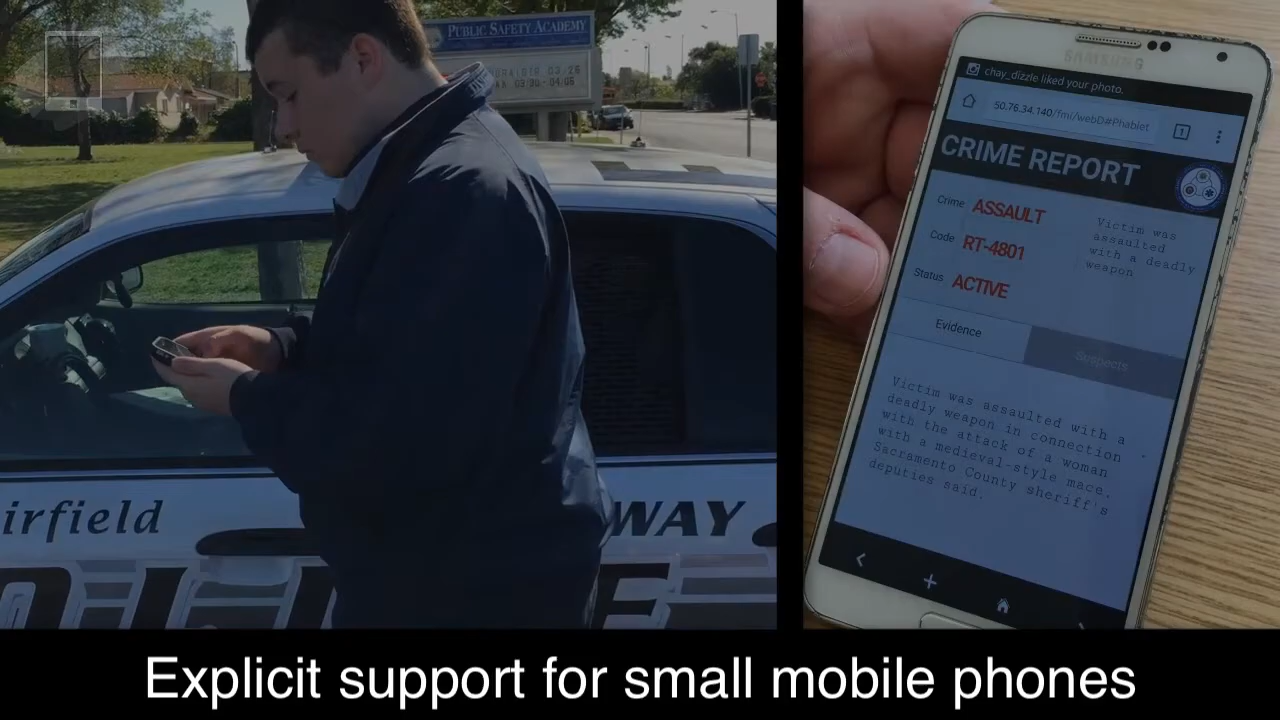 PUBLIC SAFETY ACADEMY
irfield
WAY
POLICE
SAMSUNG
chay_dizzle liked your photo.
50.76.34.140/fmi/webD#Phablet
1
CRIME REPORT
Crime ASSAULT
Code RT-4801
Status ACTIVE
Victim was
assaulted
with a deadly
weapon
Evidence
Suspects
Victim was assaulted with a
deadly weapon in connection
with the attack of a woman
with a medieval-style mace,
Sacramento County sheriff's
deputies said.
Explicit support for small mobile phones